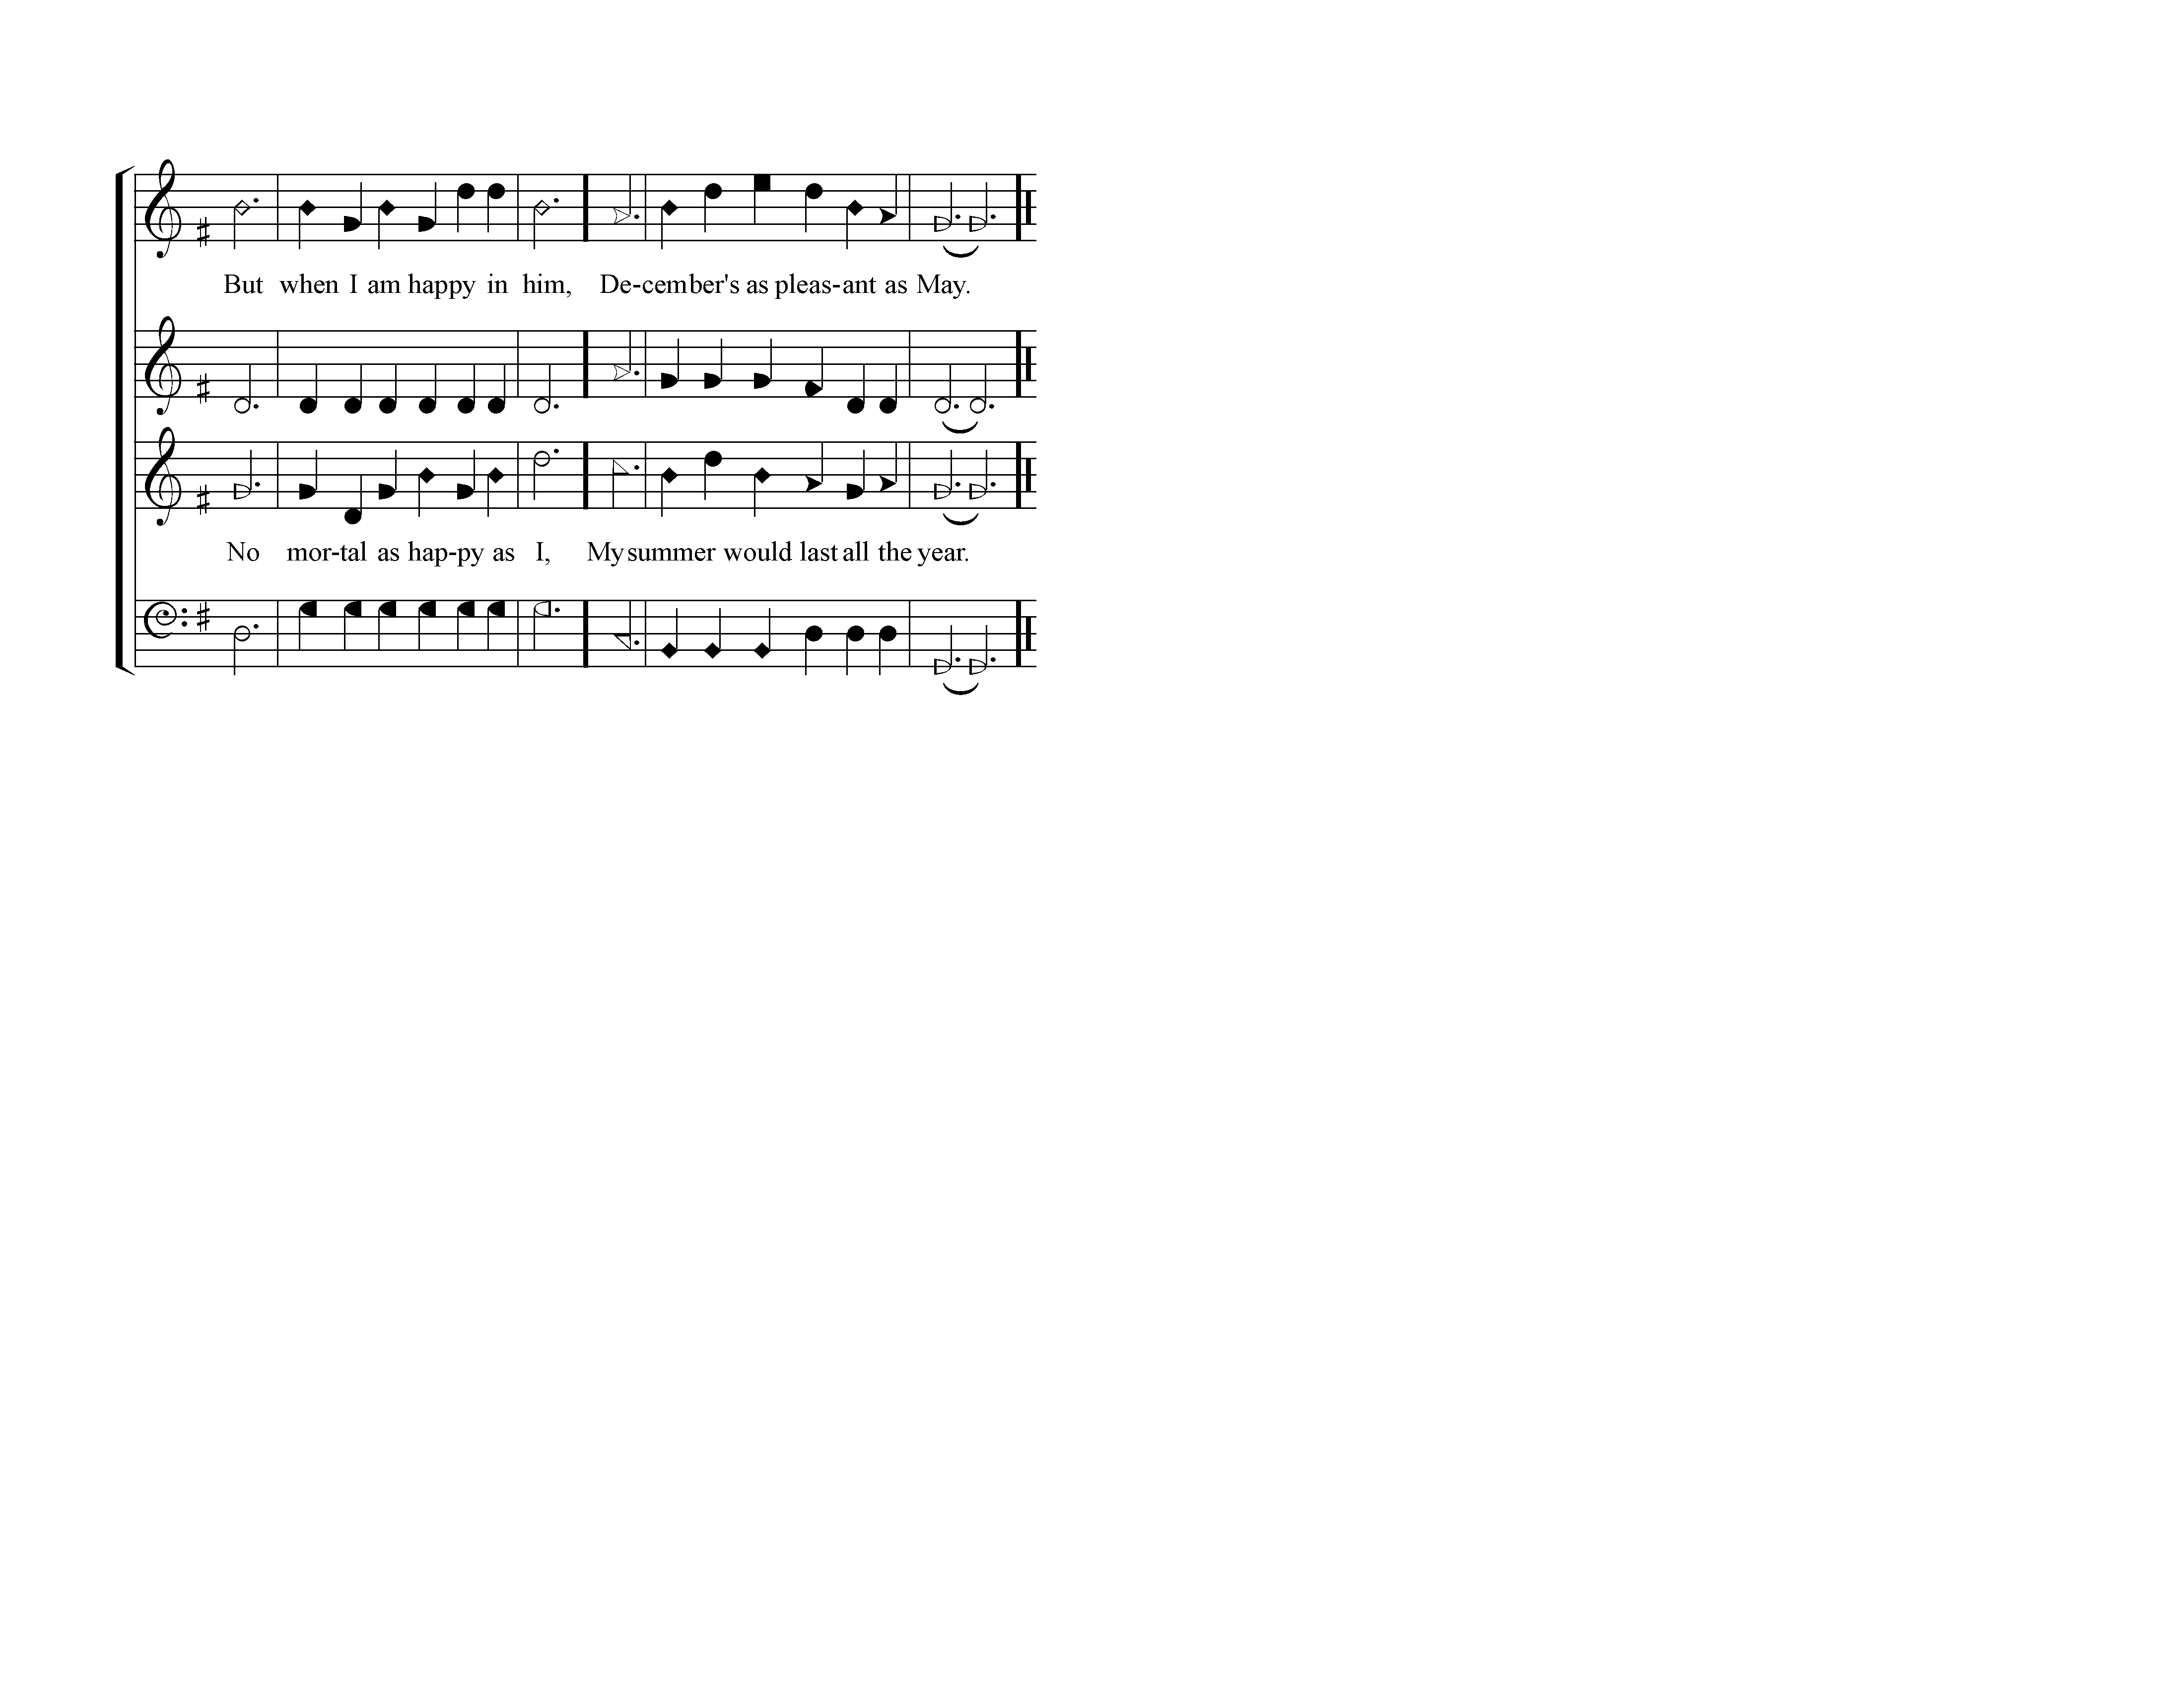 But when I am happy in him, De-cember's as pleas-ant as May.
No mor-tal as hap-py as I, My summer would last all the year.